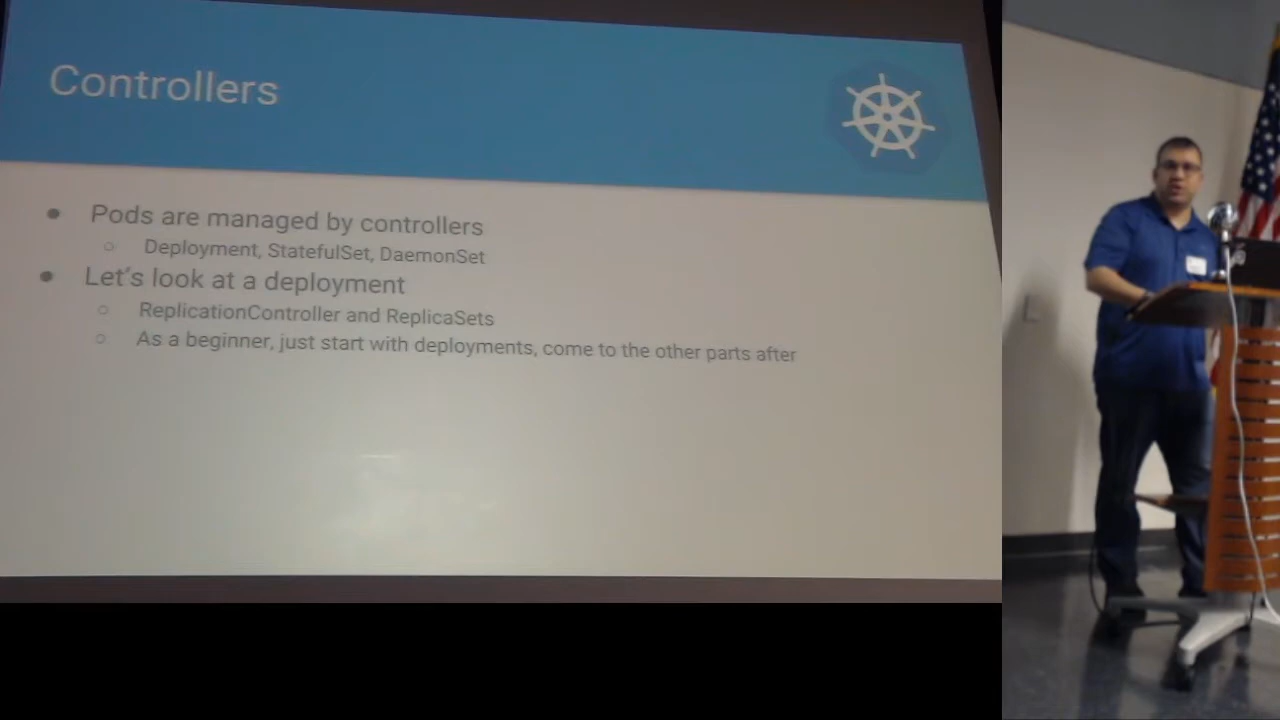 Controllers
Pods are managed by controllers
Deployment, StatefulSet, DaemonSet
Let's look at a deployment
ReplicationController and ReplicaSets
As a beginner, just start with deployments, come to the other parts after